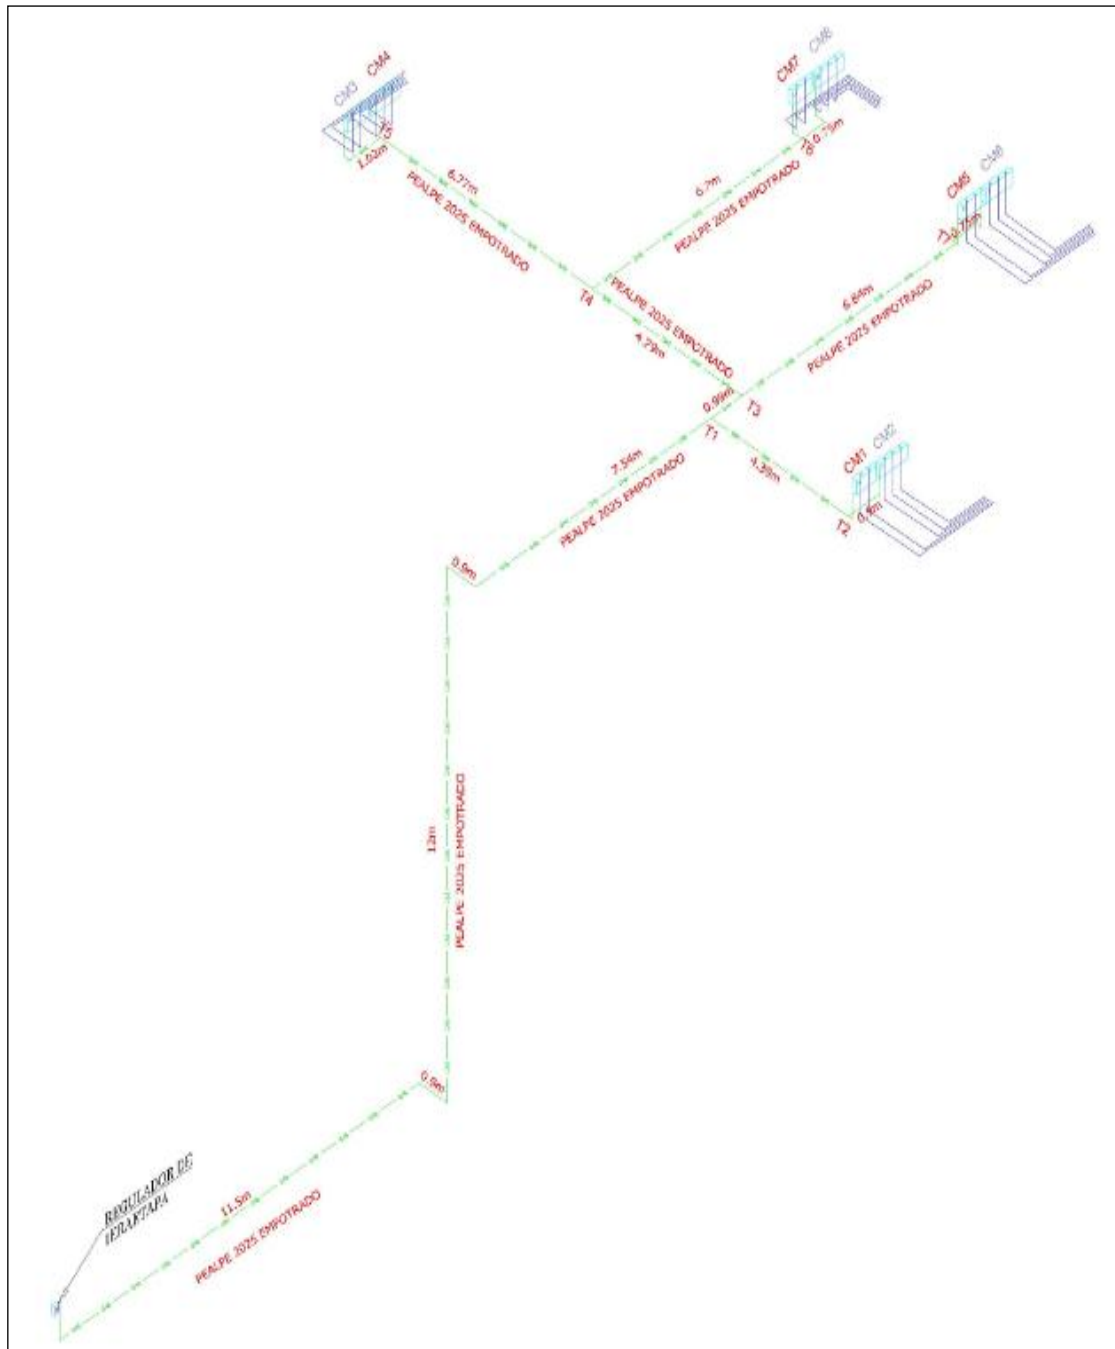 CM8
CM7
CM4
CM3
T5
1.02m
0.75m
6.77m
PEALPE 2025 EMPOTRADO
6.7m
PEALPE 2025 EMPOTRADO
CM6
CM5
0.75m
T4
PEALPE 2025 EMPOTRADO
4.79m
6.84m
PEALPE 2025 EMPOTRADO
0.99m
T3
T1
CM2
CM1
7.54m
PEALPE 2025 EMPOTRADO
4.39m
T2
0.9m
12m
PEALPE 2025 EMPOTRADO
11.5m
PEALPE 2025 EMPOTRADO
REGULADOR DE